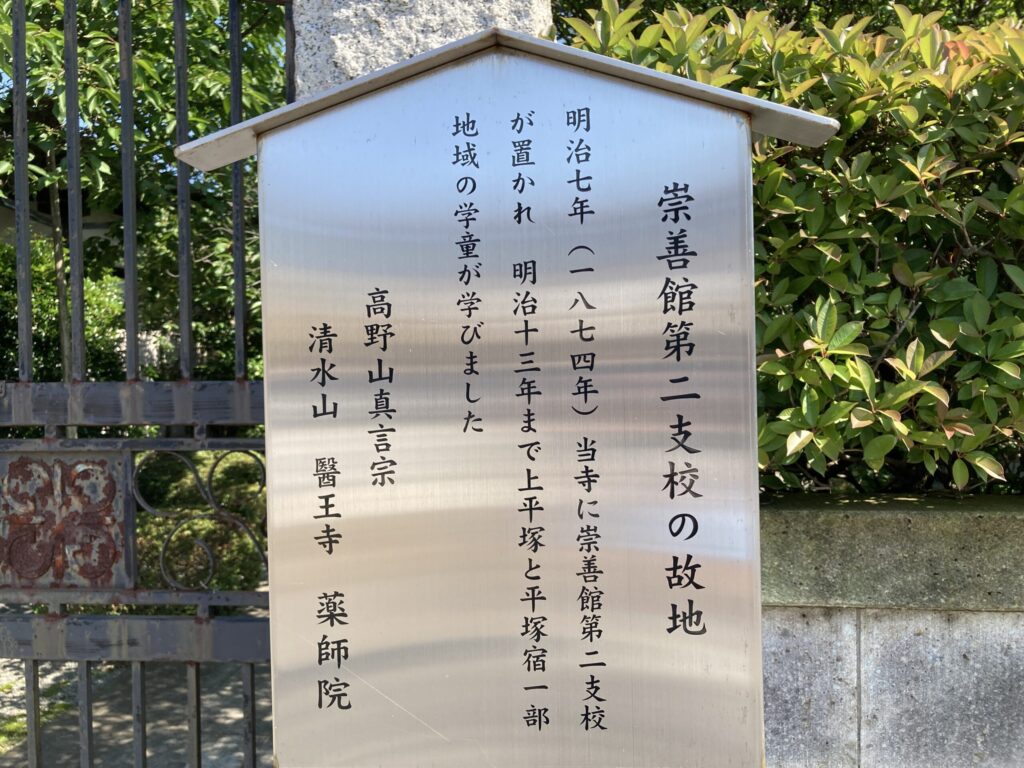 崇善館第二支校の故地
明治七年（一八七四年）当寺に崇善館第二支校
が置かれ　明治十三年まで上平塚と平塚宿一部
地域の学童が学びました
高野山真言宗
清水山　醫王寺　薬師院